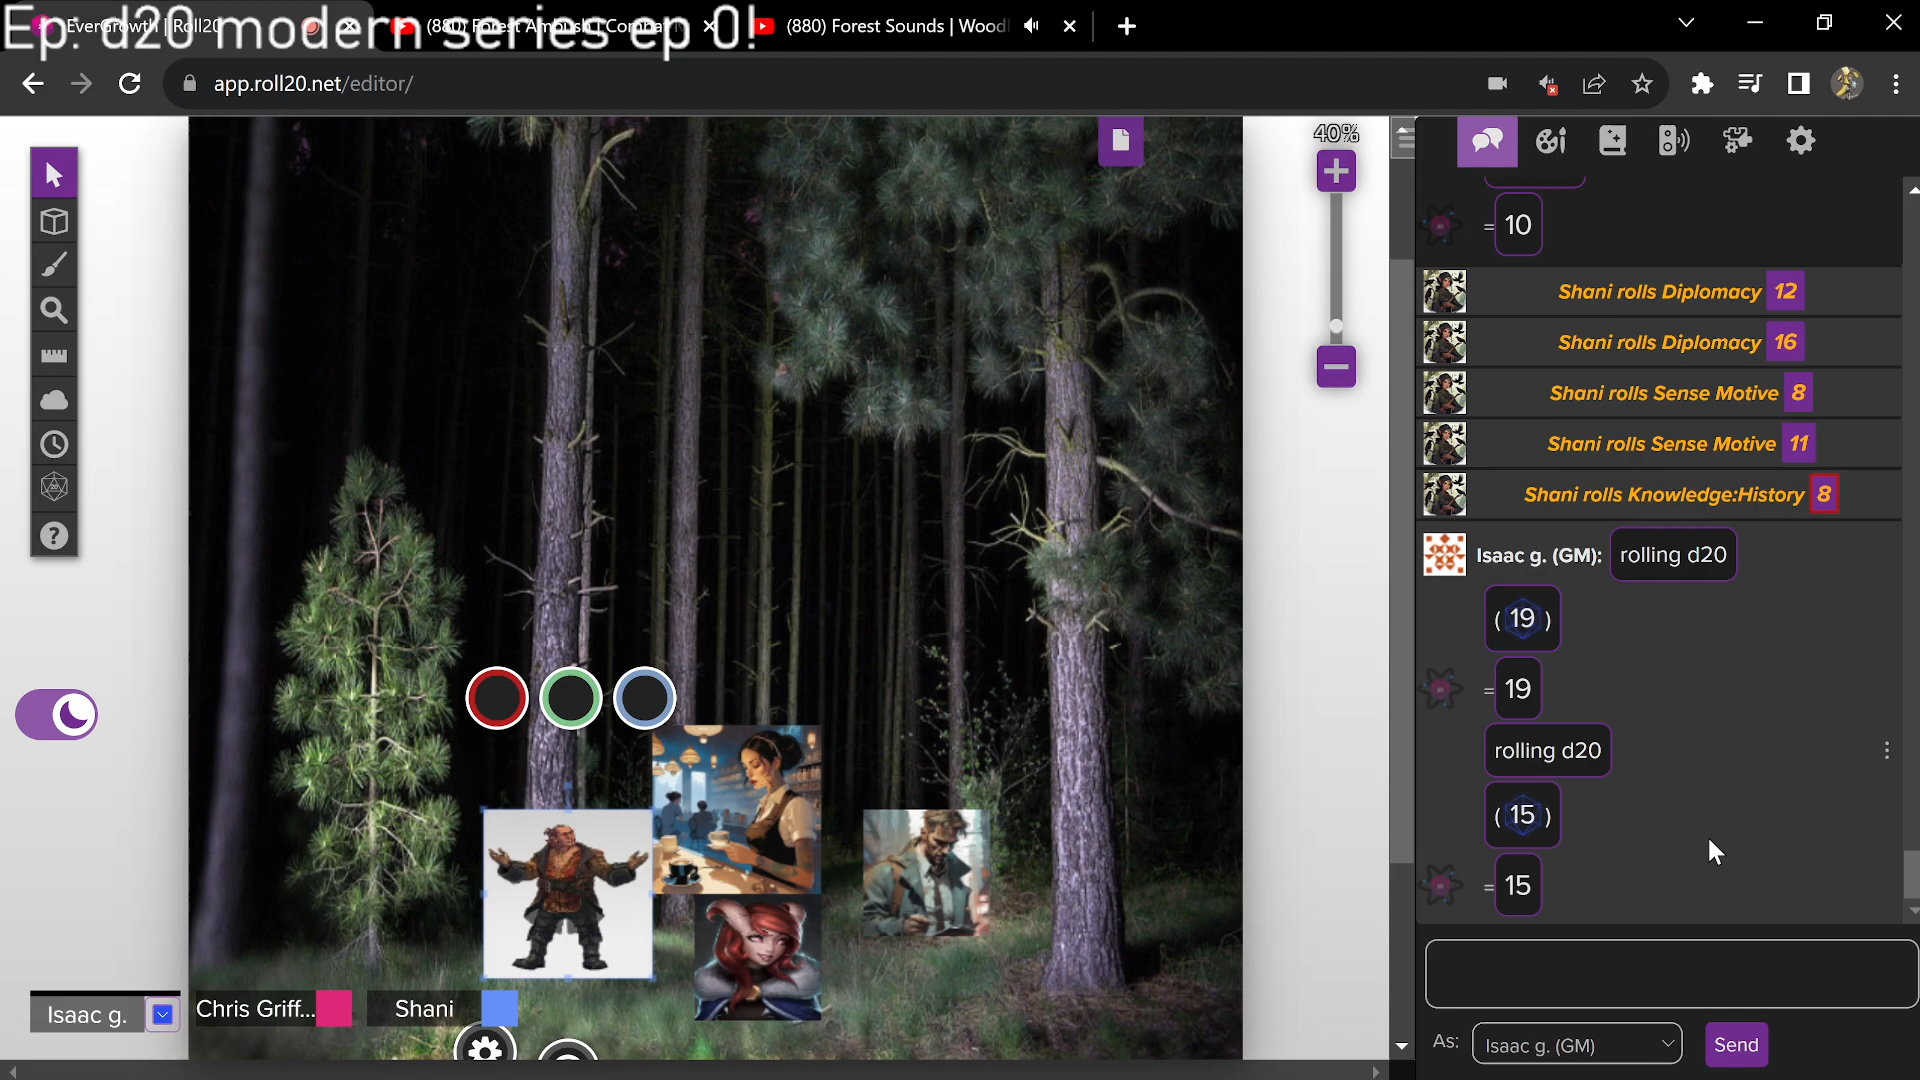 Ep. d20 modern series ep 0!
EverGrowth | Roll20
(880) Forest Ambush | Combat
(880) Forest Sounds | Wood
app.roll20.net/editor/
40%
= 10
Shani rolls Diplomacy 12
Shani rolls Diplomacy 16
Shani rolls Sense Motive 8
Shani rolls Sense Motive 11
Shani rolls Knowledge:History 8
Isaac g. (GM): rolling d20
(19)
= 19
rolling d20
(15)
= 15
Isaac g.
Chris Griff...
Shani
As: Isaac g. (GM)
Send